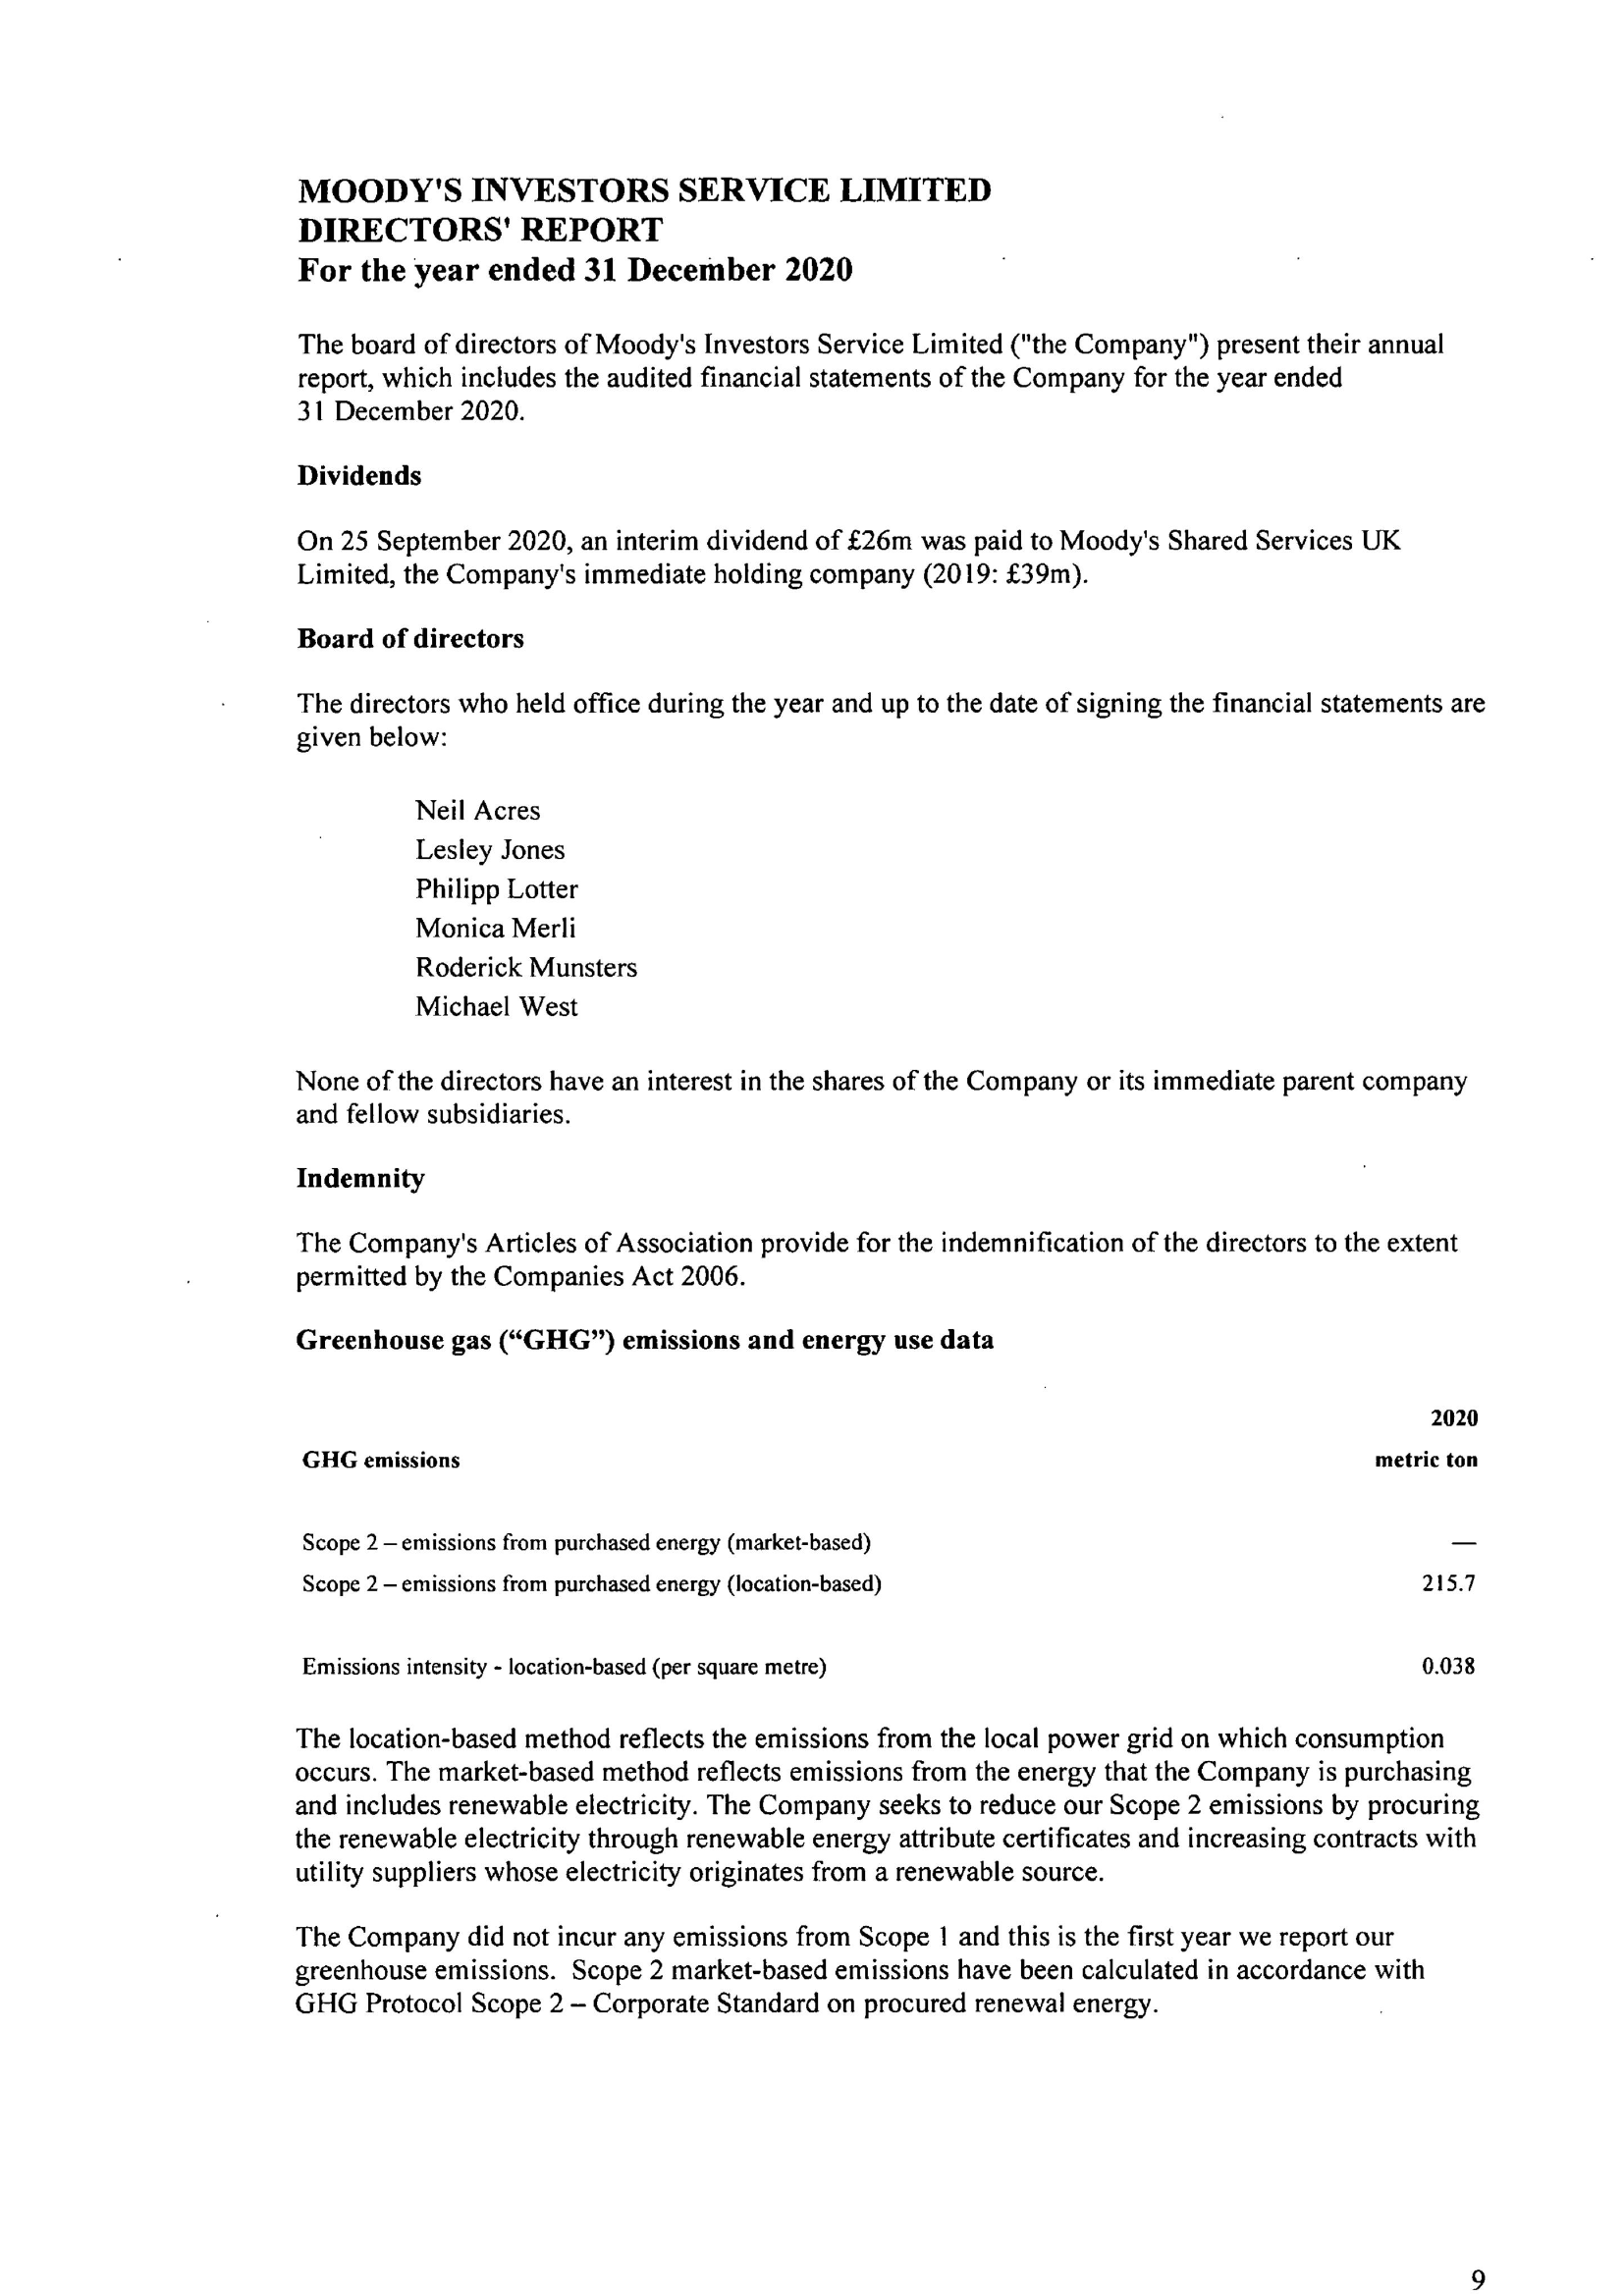 MOODY'S INVESTORS SERVICE LIMITED
DIRECTORS' REPORT
For the year ended 31 December 2020
The board of directors of Moody's Investors Service Limited ("the Company") present their annual
report, which includes the audited financial statements of the Company for the year ended
31 December 2020.
Dividends
On 25 September 2020, an interim dividend of £26m was paid to Moody's Shared Services UK
Limited, the Company's immediate holding company (2019: £39m).
Board of directors
The directors who held office during the year and up to the date of signing the financial statements are
given below:
Neil Acres
Lesley Jones
Philipp Lotter
Monica Merli
Roderick Munsters
Michael West
None of the directors have an interest in the shares of the Company or its immediate parent company
and fellow subsidiaries.
Indemnity
The Company's Articles of Association provide for the indemnification of the directors to the extent
permitted by the Companies Act 2006.
Greenhouse gas (“GHG”) emissions and energy use data
2020
GHG emissions metric ton
Scope 2 – emissions from purchased energy (market-based) —
Scope 2 – emissions from purchased energy (location-based) 215.7
Emissions intensity - location-based (per square metre) 0.038
The location-based method reflects the emissions from the local power grid on which consumption
occurs. The market-based method reflects emissions from the energy that the Company is purchasing
and includes renewable electricity. The Company seeks to reduce our Scope 2 emissions by procuring
the renewable electricity through renewable energy attribute certificates and increasing contracts with
utility suppliers whose electricity originates from a renewable source.
The Company did not incur any emissions from Scope 1 and this is the first year we report our
greenhouse emissions. Scope 2 market-based emissions have been calculated in accordance with
GHG Protocol Scope 2 – Corporate Standard on procured renewal energy.
9